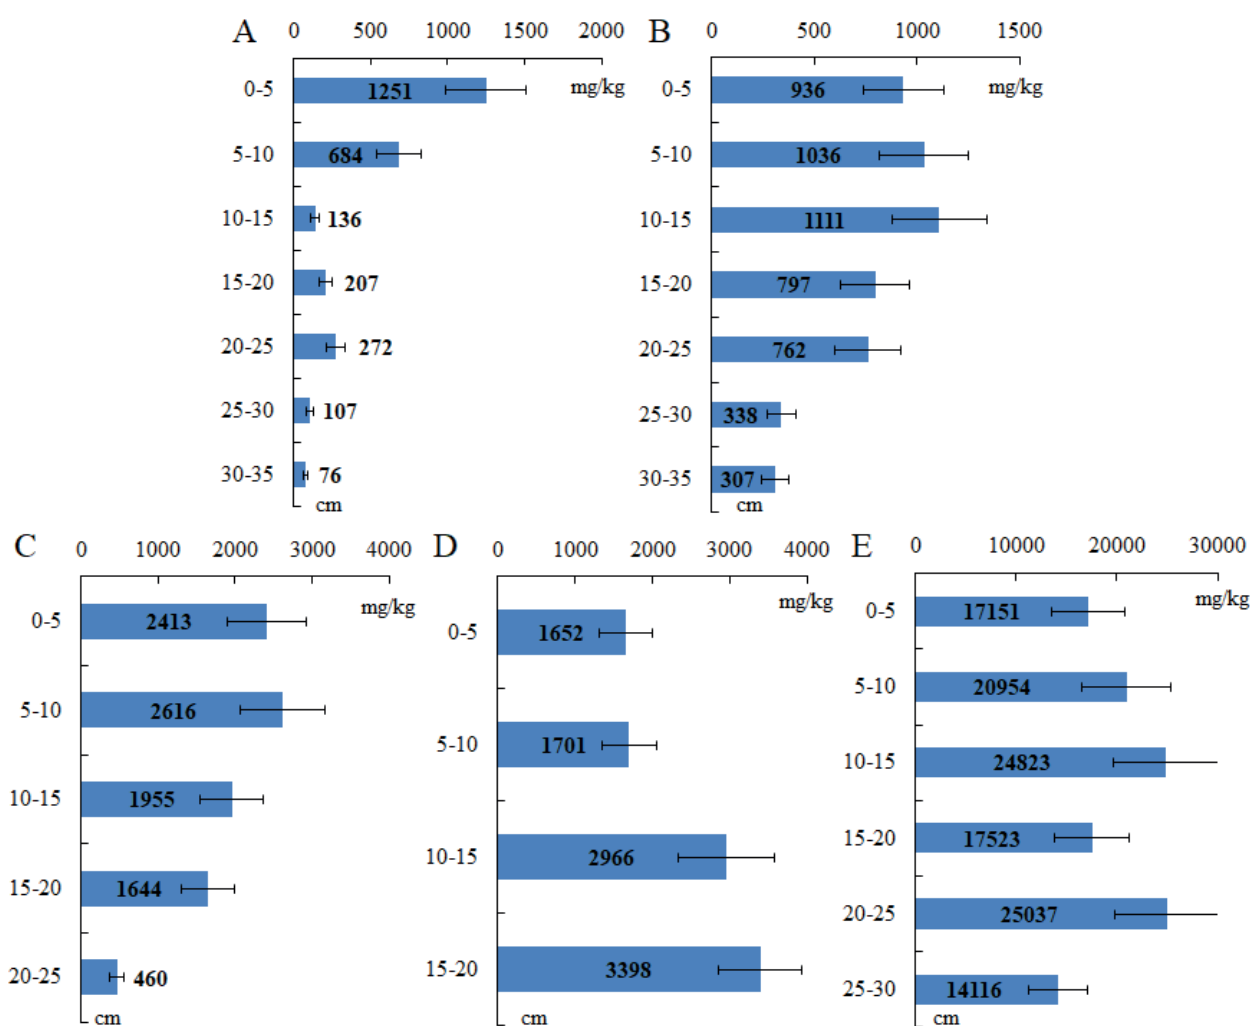 A 0 500 1000 1500 2000
mg/kg
0-5 1251
5-10 684
10-15 136
15-20 207
20-25 272
25-30 107
30-35 76
cm
B 0 500 1000 1500
mg/kg
0-5 936
5-10 1036
10-15 1111
15-20 797
20-25 762
25-30 338
30-35 307
cm
C 0 1000 2000 3000 4000
mg/kg
0-5 2413
5-10 2616
10-15 1955
15-20 1644
20-25 460
cm
D 0 1000 2000 3000 4000
mg/kg
0-5 1652
5-10 1701
10-15 2966
15-20 3398
cm
E 0 10000 20000 30000
mg/kg
0-5 17151
5-10 20954
10-15 24823
15-20 17523
20-25 25037
25-30 14116
cm